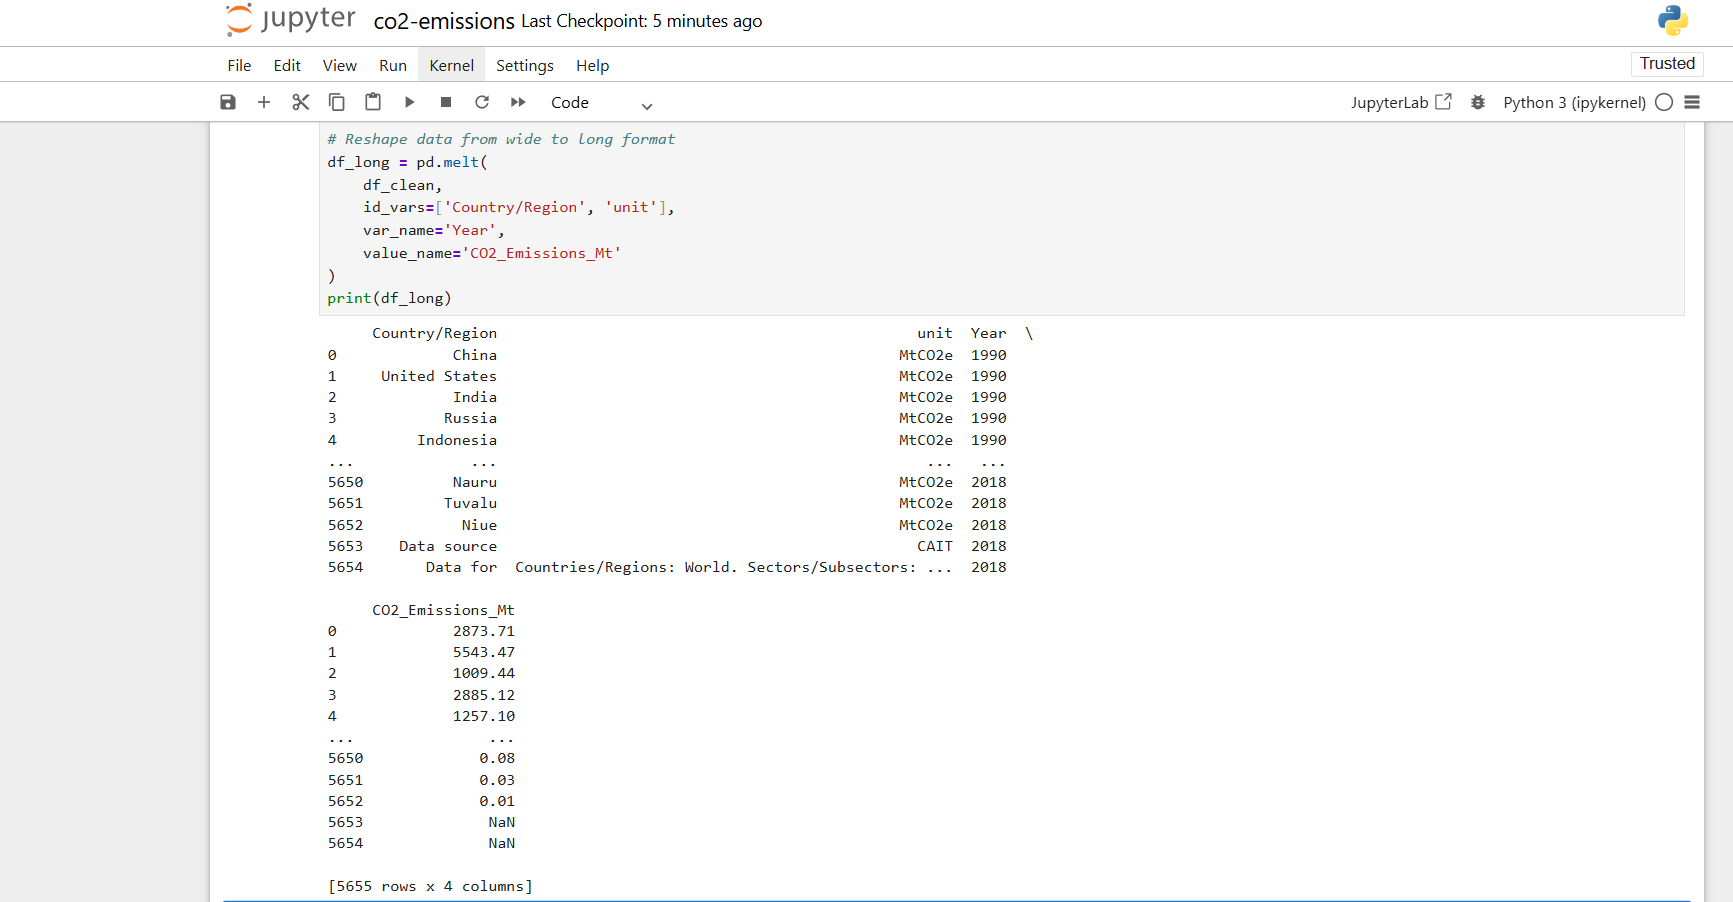 jupyter co2-emissions Last Checkpoint: 5 minutes ago
File Edit View Run Kernel Settings Help Trusted
Code JupyterLab Python 3 (ipykernel)
# Reshape data from wide to long format
df_long = pd.melt(
    df_clean,
    id_vars=['Country/Region', 'unit'],
    var_name='Year',
    value_name='CO2_Emissions_Mt'
)
print(df_long)
     Country/Region                                               unit  Year  \
0             China                                             MtCO2e  1990
1     United States                                             MtCO2e  1990
2             India                                             MtCO2e  1990
3            Russia                                             MtCO2e  1990
4         Indonesia                                             MtCO2e  1990
...             ...                                                ...   ...
5650          Nauru                                             MtCO2e  2018
5651         Tuvalu                                             MtCO2e  2018
5652           Niue                                             MtCO2e  2018
5653    Data source                                               CAIT  2018
5654       Data for  Countries/Regions: World. Sectors/Subsectors: ...  2018
     CO2_Emissions_Mt
0             2873.71
1             5543.47
2             1009.44
3             2885.12
4             1257.10
...               ...
5650             0.08
5651             0.03
5652             0.01
5653              NaN
5654              NaN
[5655 rows x 4 columns]